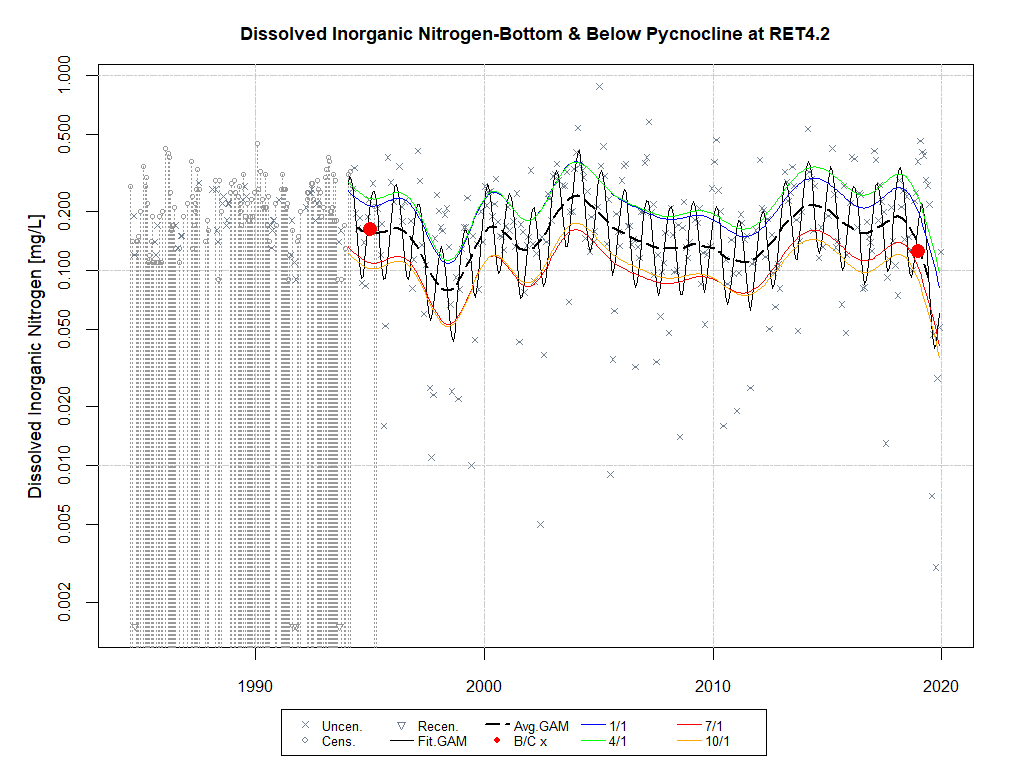 Dissolved Inorganic Nitrogen-Bottom & Below Pycnocline at RET4.2
Dissolved Inorganic Nitrogen [mg/L]
1.000
0.500
0.200
0.100
0.050
0.020
0.010
0.005
0.002
1990 2000 2010 2020
Uncen. Recen. Avg.GAM 1/1 7/1
Cens. Fit.GAM B/C x 4/1 10/1